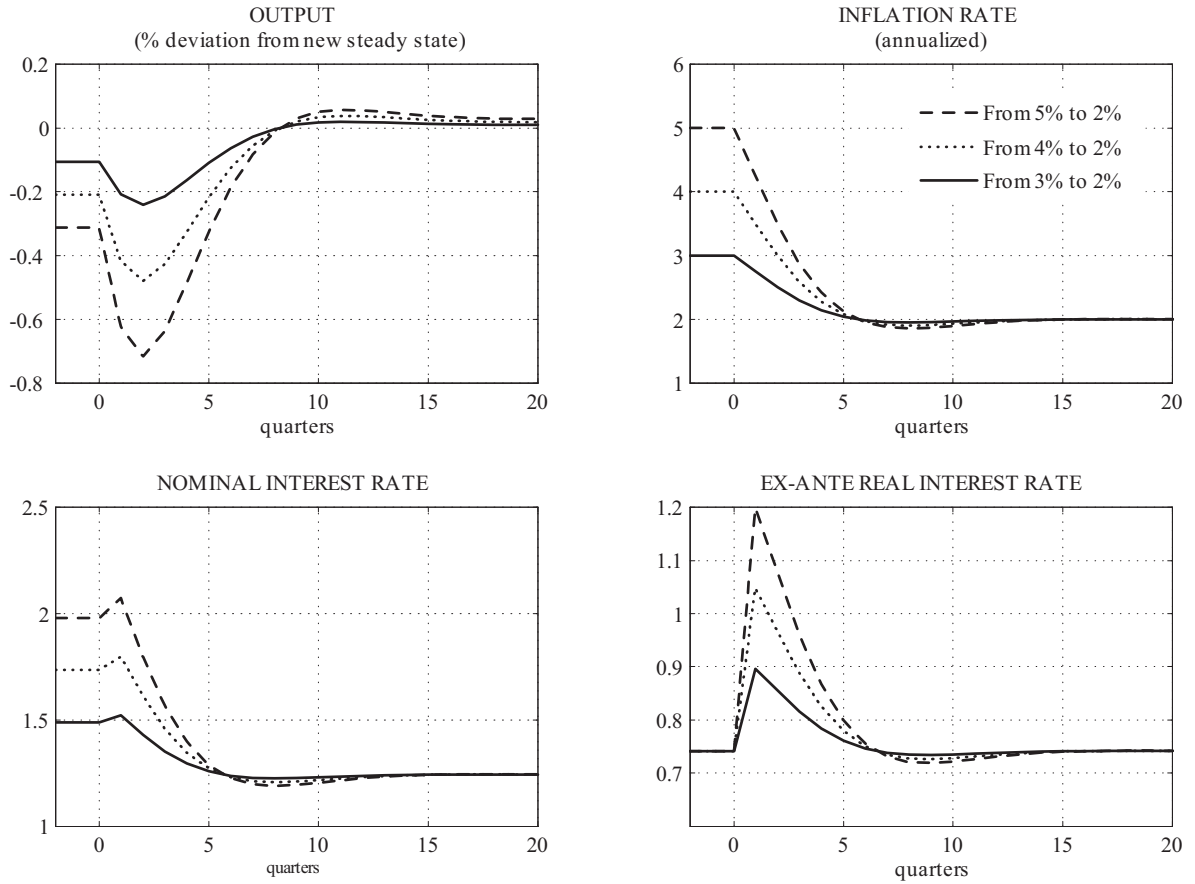 OUTPUT
(% deviation from new steady state)
0.2
0
-0.2
-0.4
-0.6
-0.8
0 5 10 15 20
quarters
INFLATION RATE
(annualized)
6
5
4
3
2
1
From 5% to 2%
From 4% to 2%
From 3% to 2%
0 5 10 15 20
quarters
NOMINAL INTEREST RATE
2.5
2
1.5
1
0 5 10 15 20
quarters
EX-ANTE REAL INTEREST RATE
1.2
1.1
1
0.9
0.8
0.7
0 5 10 15 20
quarters